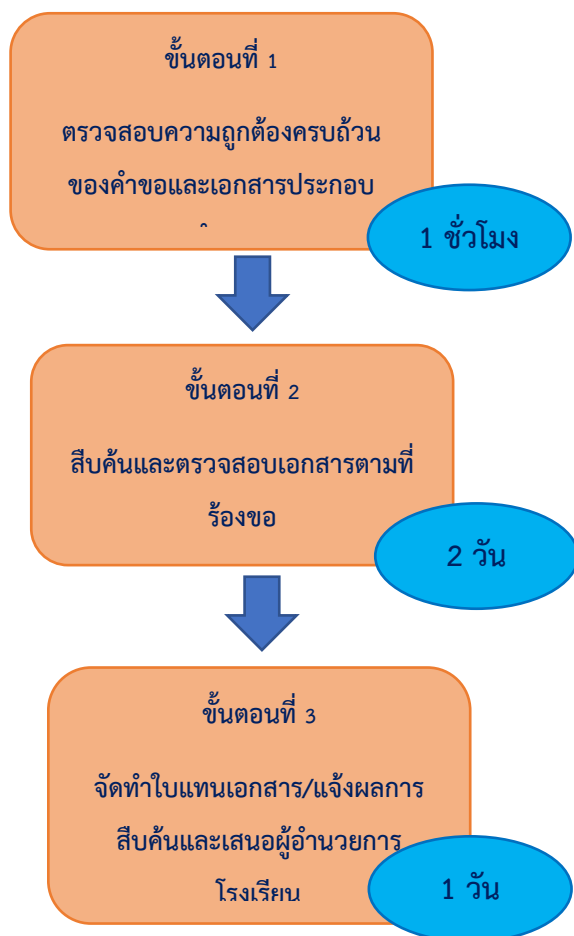 ขั้นตอนที่ 1
ตรวจสอบความถูกต้องครบถ้วน
ของคำขอและเอกสารประกอบ
1 ชั่วโมง
ขั้นตอนที่ 2
สืบค้นและตรวจสอบเอกสารตามที่
ร้องขอ
2 วัน
ขั้นตอนที่ 3
จัดทำใบแทนเอกสาร/แจ้งผลการ
สืบค้นและเสนอผู้อำนวยการ
โรงเรียน
1 วัน